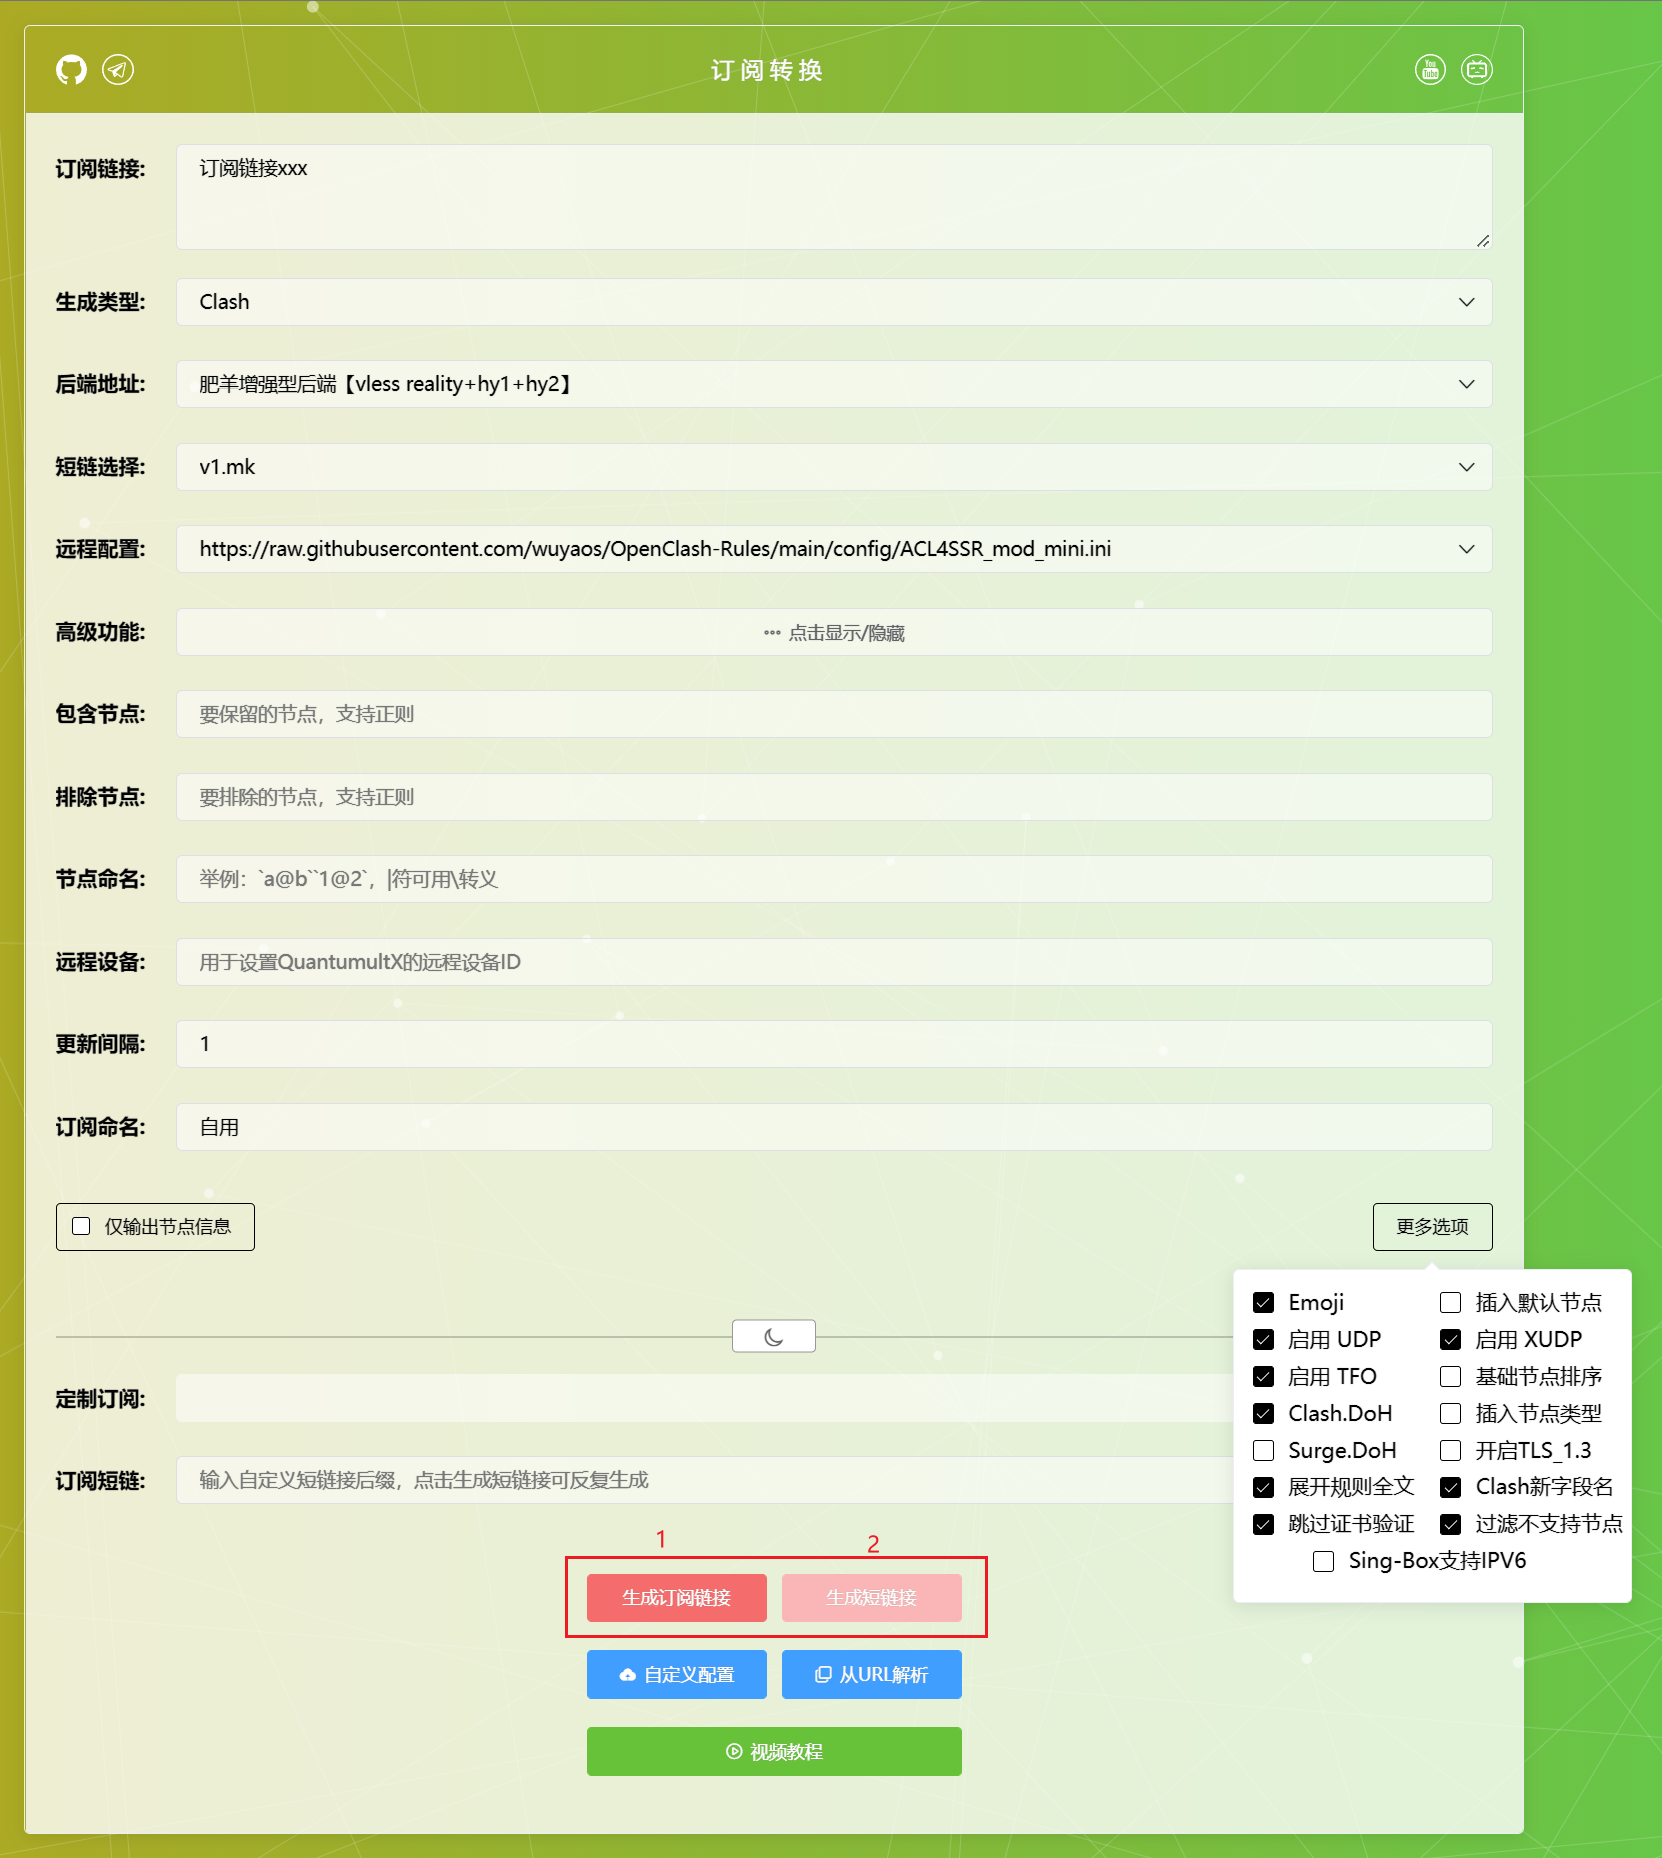 订阅转换
订阅链接: 订阅链接xxx
生成类型: Clash
后端地址: 肥羊增强型后端【vless reality+hy1+hy2】
短链选择: v1.mk
远程配置: https://raw.githubusercontent.com/wuyaos/OpenClash-Rules/main/config/ACL4SSR_mod_mini.ini
高级功能: 点击显示/隐藏
包含节点: 要保留的节点，支持正则
排除节点: 要排除的节点，支持正则
节点命名: 举例：`a@b``1@2`，|符可用\转义
远程设备: 用于设置QuantumultX的远程设备ID
更新间隔: 1
订阅命名: 自用
仅输出节点信息 更多选项
Emoji 插入默认节点
启用 UDP 启用 XUDP
启用 TFO 基础节点排序
Clash.DoH 插入节点类型
Surge.DoH 开启TLS_1.3
展开规则全文 Clash新字段名
跳过证书验证 过滤不支持节点
Sing-Box支持IPV6
定制订阅:
订阅短链: 输入自定义短链接后缀，点击生成短链接可反复生成
1 2
生成订阅链接 生成短链接
自定义配置 从URL解析
视频教程
You
Tube